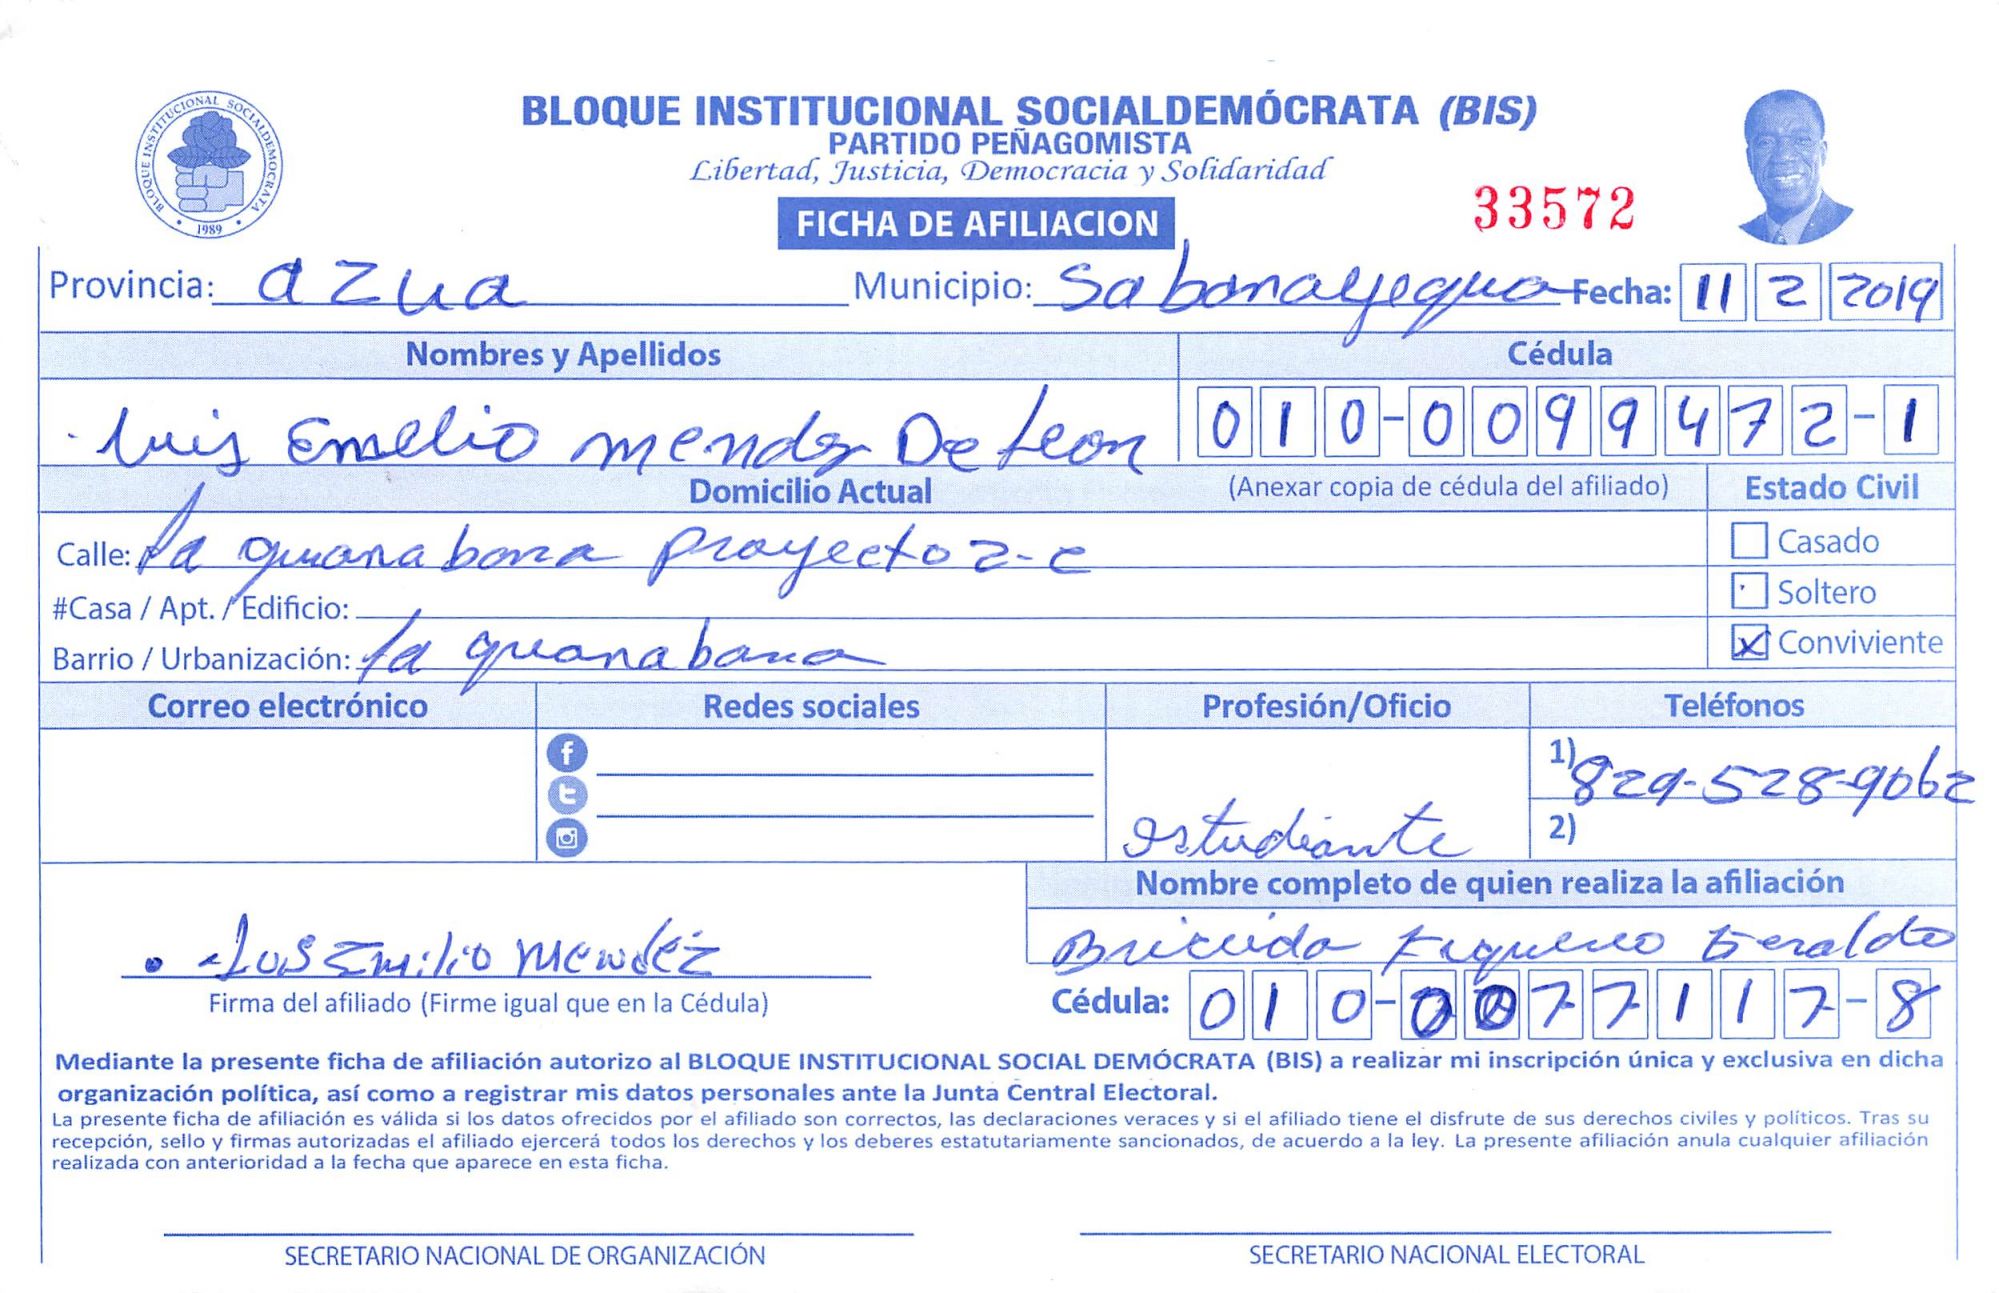 BLOQUE INSTITUCIONAL SOCIALDEMÓCRATA (BIS)
PARTIDO PEÑAGOMISTA
Libertad, Justicia, Democracia y Solidaridad
BLOQUE INSTITUCIONAL SOCIALDEMOCRATA
1989
33572
FICHA DE AFILIACION
Provincia: azua Municipio: Sabanayegua Fecha: 11 2 2019
Nombres y Apellidos Cédula
Luis Emelio Mendez De Leon 010-0099472-1
Domicilio Actual (Anexar copia de cédula del afiliado) Estado Civil
Calle: La guanabana proyecto 2-C Casado
#Casa / Apt. / Edificio: Soltero
Barrio / Urbanización: La guanabana X Conviviente
Correo electrónico Redes sociales Profesión/Oficio Teléfonos
1) 829-528-9062
estudiante 2)
Nombre completo de quien realiza la afiliación
Lus Emilio Mendez Briceida Figuereo Geraldo
Firma del afiliado (Firme igual que en la Cédula) Cédula: 010-0077117-8
Mediante la presente ficha de afiliación autorizo al BLOQUE INSTITUCIONAL SOCIAL DEMÓCRATA (BIS) a realizar mi inscripción única y exclusiva en dicha
organización política, así como a registrar mis datos personales ante la Junta Central Electoral.
La presente ficha de afiliación es válida si los datos ofrecidos por el afiliado son correctos, las declaraciones veraces y si el afiliado tiene el disfrute de sus derechos civiles y políticos. Tras su
recepción, sello y firmas autorizadas el afiliado ejercerá todos los derechos y los deberes estatutariamente sancionados, de acuerdo a la ley. La presente afiliación anula cualquier afiliación
realizada con anterioridad a la fecha que aparece en esta ficha.
SECRETARIO NACIONAL DE ORGANIZACIÓN SECRETARIO NACIONAL ELECTORAL